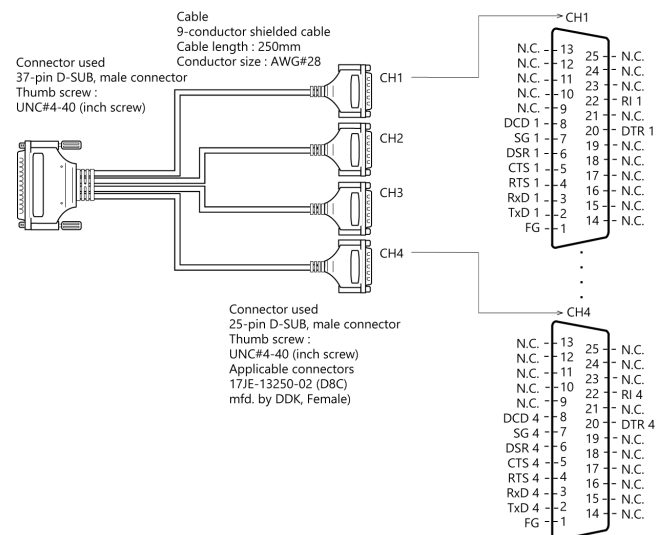 Cable
9-conductor shielded cable
Cable length : 250mm
Conductor size : AWG#28
Connector used
37-pin D-SUB, male connector
Thumb screw :
UNC#4-40 (inch screw)
CH1
CH2
CH3
CH4
Connector used
25-pin D-SUB, male connector
Thumb screw :
UNC#4-40 (inch screw)
Applicable connectors
17JE-13250-02 (D8C)
mfd. by DDK, Female)
CH1
N.C. 13
25 N.C.
N.C. 12
24 N.C.
N.C. 11
23 N.C.
N.C. 10
22 RI 1
N.C. 9
21 N.C.
DCD 1 8
20 DTR 1
SG 1 7
19 N.C.
DSR 1 6
18 N.C.
CTS 1 5
17 N.C.
RTS 1 4
16 N.C.
RxD 1 3
15 N.C.
TxD 1 2
14 N.C.
FG 1
CH4
N.C. 13
25 N.C.
N.C. 12
24 N.C.
N.C. 11
23 N.C.
N.C. 10
22 RI 4
N.C. 9
21 N.C.
DCD 4 8
20 DTR 4
SG 4 7
19 N.C.
DSR 4 6
18 N.C.
CTS 4 5
17 N.C.
RTS 4 4
16 N.C.
RxD 4 3
15 N.C.
TxD 4 2
14 N.C.
FG 1